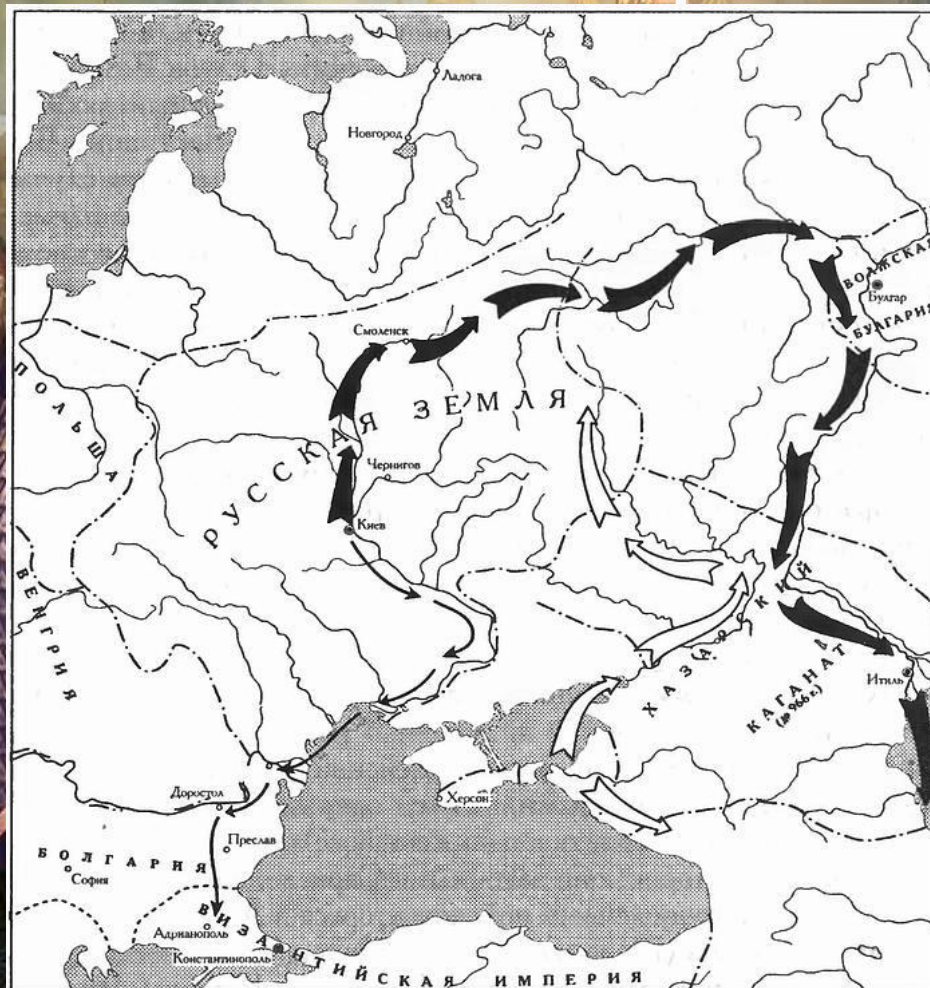 Ладога
Новгород
ВОЛЖСКАЯ
Булгар
БУЛГАРИЯ
Смоленск
ПОЛЬША
РУССКАЯ ЗЕМЛЯ
Чернигов
Киев
ВЕНГРИЯ
ХАЗАРСКИЙ
КАГАНАТ
(до 966 г.)
Итиль
Херсон
Доростол
Преслав
БОЛГАРИЯ
София
Адрианополь
Константинополь
ВИЗАНТИЙСКАЯ ИМПЕРИЯ